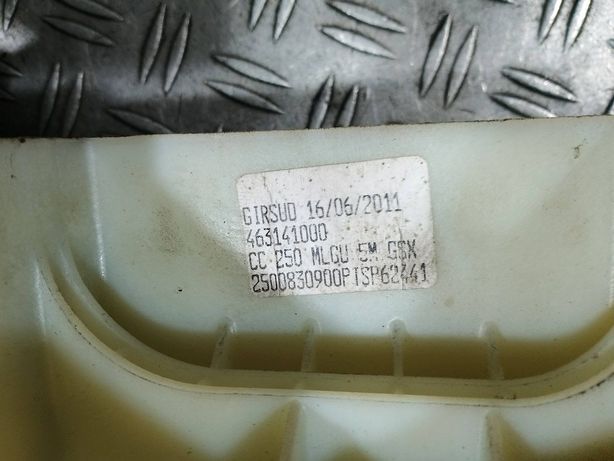 GIRSUD 16/06/2011
463141000
CC 250 MLGU 5M GSX
2500830900PTSP62441